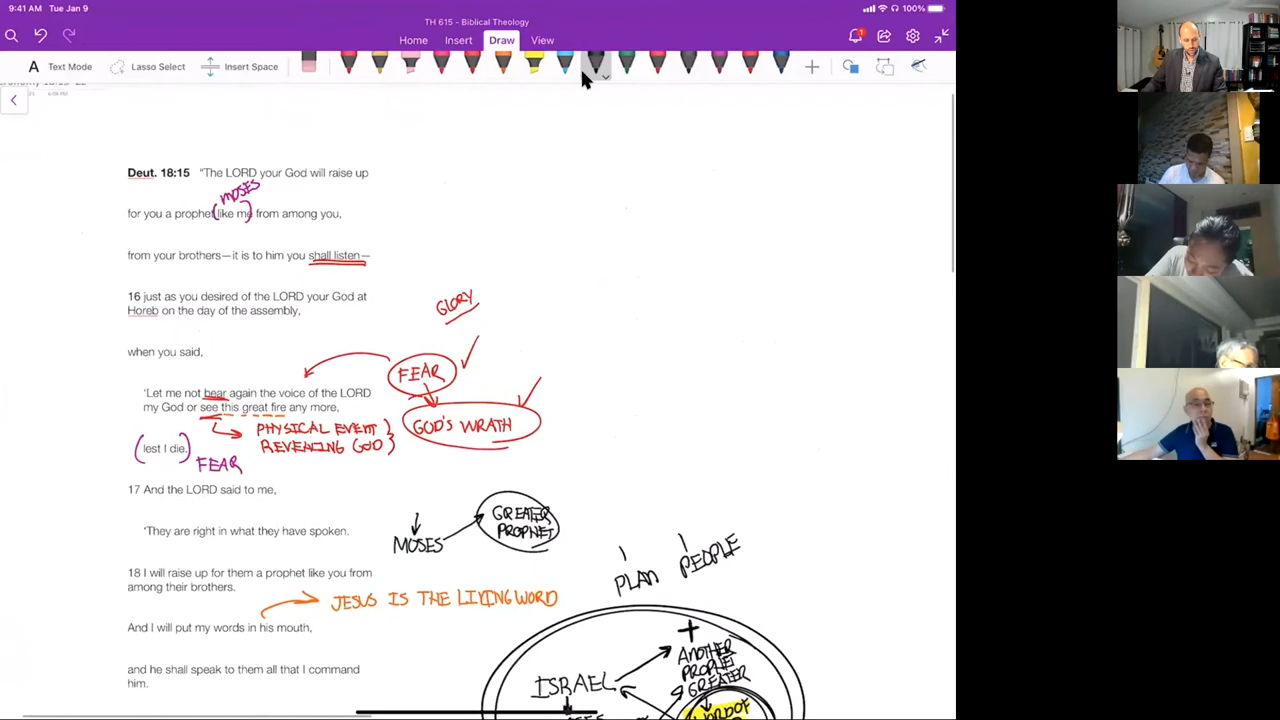 9:41 AM Tue Jan 9
100%
TH 615 - Biblical Theology
Home Insert Draw View
1
A Text Mode Lasso Select Insert Space
Deut. 18:15 “The LORD your God will raise up
MOSES
for you a prophet (like me) from among you,
from your brothers—it is to him you shall listen—
16 just as you desired of the LORD your God at
Horeb on the day of the assembly,
GLORY
when you said,
FEAR
‘Let me not hear again the voice of the LORD
my God or see this great fire any more,
PHYSICAL EVENT
REVEALING GOD
GOD'S WRATH
(lest I die.)
FEAR
17 And the LORD said to me,
GREATER
PROPHET
‘They are right in what they have spoken.
MOSES
PLAN PEOPLE
18 I will raise up for them a prophet like you from
among their brothers.
JESUS IS THE LIVING WORD
And I will put my words in his mouth,
ANOTHER
PROPHET
GREATER
and he shall speak to them all that I command
him.
ISRAEL
WORD OF